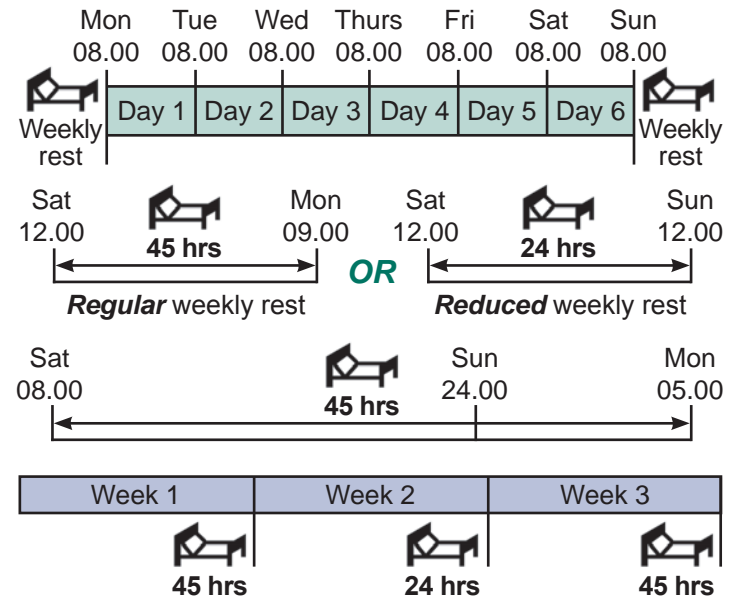 Mon Tue Wed Thurs Fri Sat Sun
08.00 08.00 08.00 08.00 08.00 08.00 08.00
Weekly rest
Day 1 Day 2 Day 3 Day 4 Day 5 Day 6
Weekly rest
Sat 12.00
45 hrs
Mon 09.00
Regular weekly rest
OR
Sat 12.00
24 hrs
Sun 12.00
Reduced weekly rest
Sat 08.00
45 hrs
Sun 24.00
Mon 05.00
Week 1 Week 2 Week 3
45 hrs 24 hrs 45 hrs